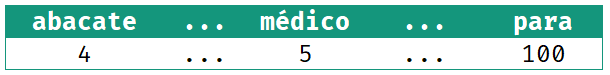 abacate ... médico ... para
4 ... 5 ... 100